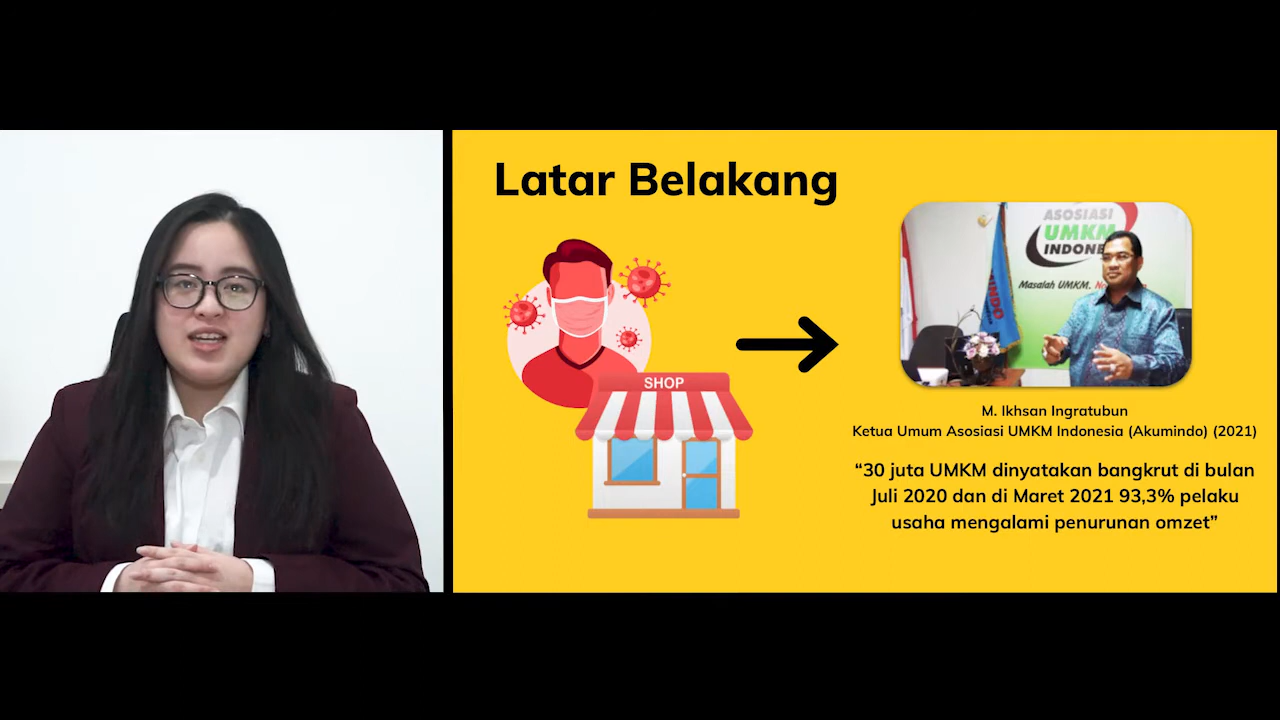 Latar Belakang
ASOSIASI
UMKM
INDONE
Masalah UMKM,
SHOP
M. Ikhsan Ingratubun
Ketua Umum Asosiasi UMKM Indonesia (Akumindo) (2021)
“30 juta UMKM dinyatakan bangkrut di bulan
Juli 2020 dan di Maret 2021 93,3% pelaku
usaha mengalami penurunan omzet”